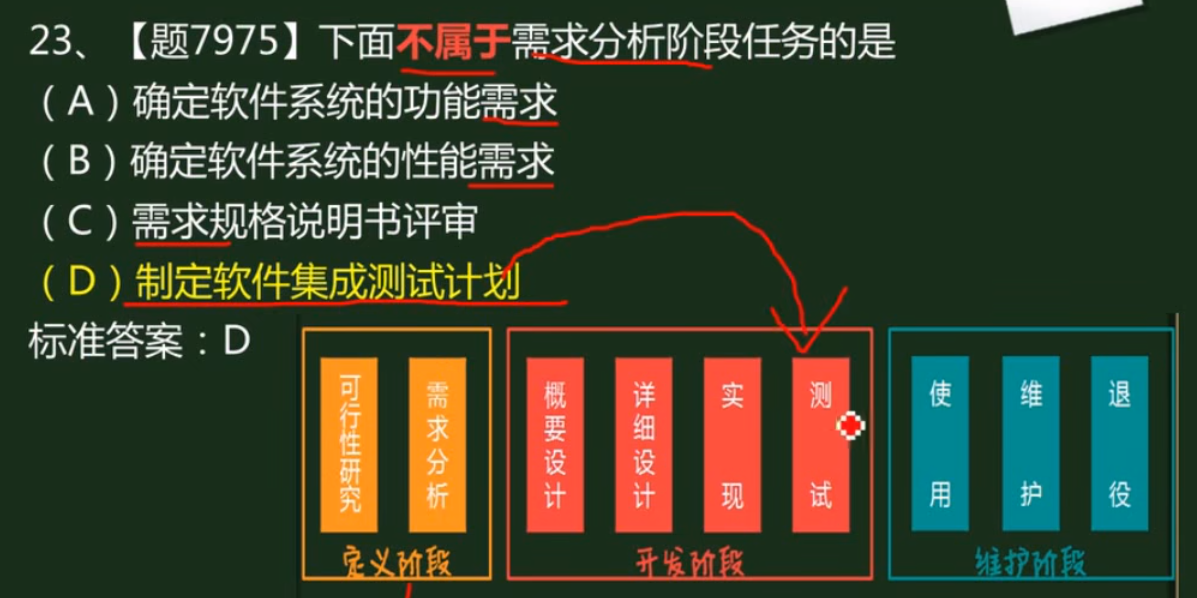 23、【题7975】下面不属于需求分析阶段任务的是
（A）确定软件系统的功能需求
（B）确定软件系统的性能需求
（C）需求规格说明书评审
（D）制定软件集成测试计划
标准答案：D
可行性研究
需求分析
概要设计
详细设计
实现
测试
使用
维护
退役
定义阶段
开发阶段
维护阶段